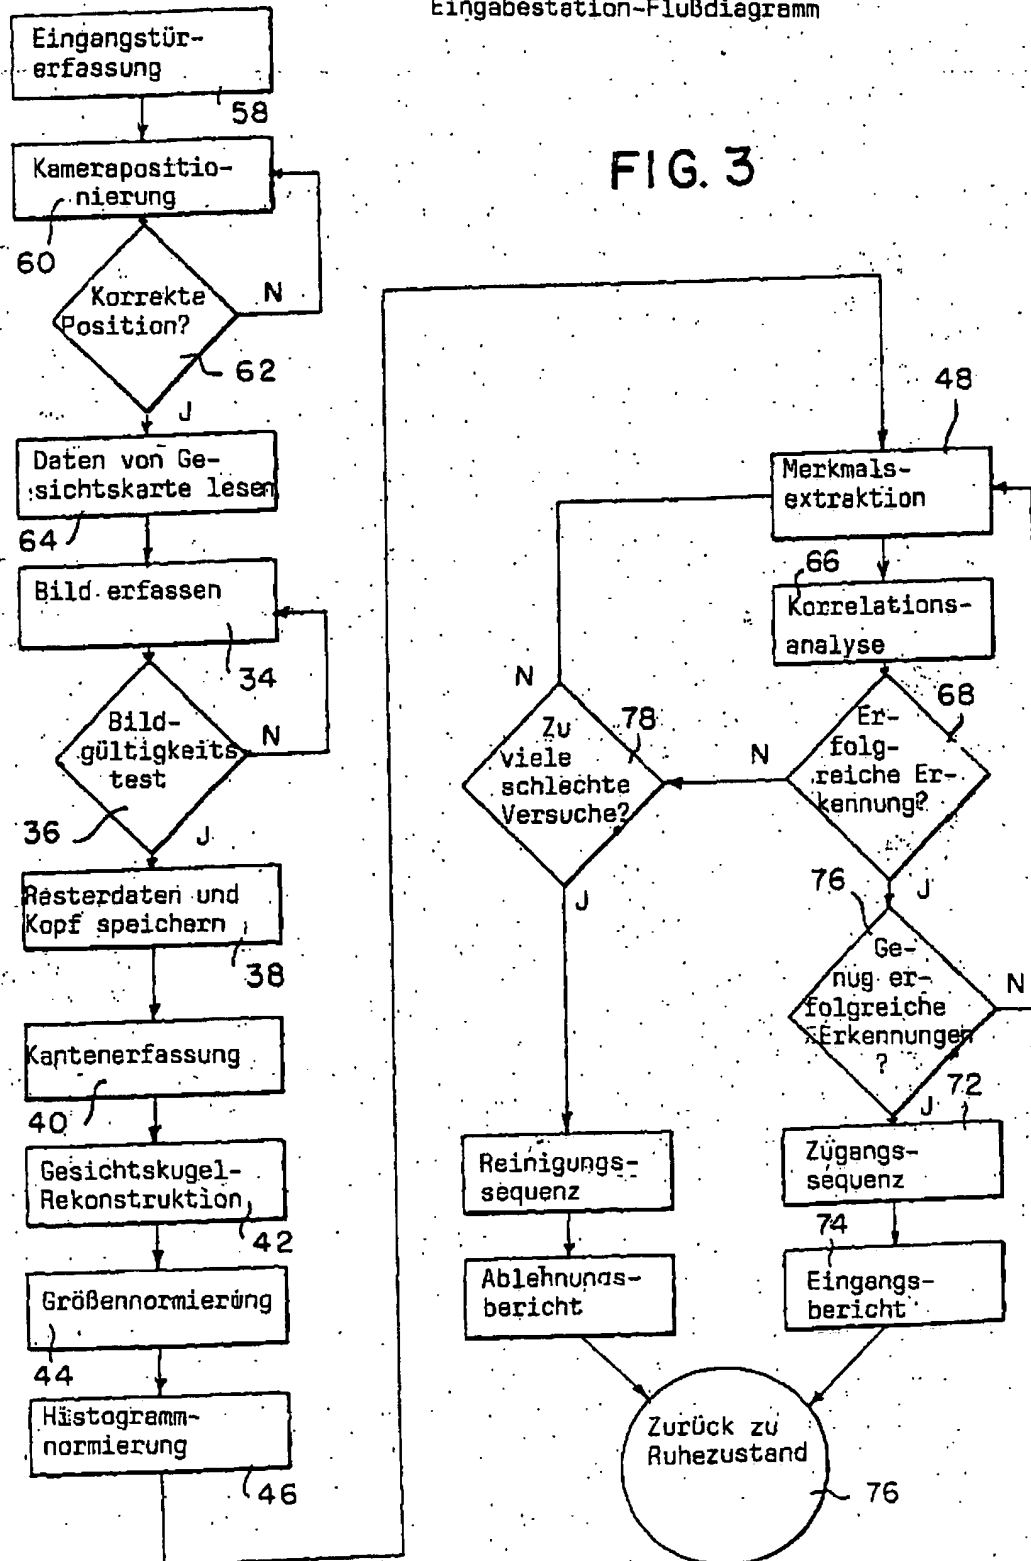 Eingabestation-Flußdiagramm
FIG. 3
Eingangstür-
erfassung
58
Kamerapositio-
nierung
60
Korrekte
Position?
N
62
J
Daten von Ge-
sichtskarte lesen
64
Bild erfassen
34
Bild-
gültigkeits
test
N
36
J
Rasterdaten und
Kopf speichern
38
Kantenerfassung
40
Gesichtskugel-
Rekonstruktion
42
Größennormierung
44
Histogramm-
normierung
46
48
Merkmals-
extraktion
66
Korrelations-
analyse
68
Er-
folg-
reiche Er-
kennung?
N
J
78
Zu
viele
schlechte
Versuche?
N
J
76
Ge-
nug er-
folgreiche
Erkennungen
?
N
J
72
Zugangs-
sequenz
74
Eingangs-
bericht
Reinigungs-
sequenz
Ablehnungs-
bericht
Zurück zu
Ruhezustand
76